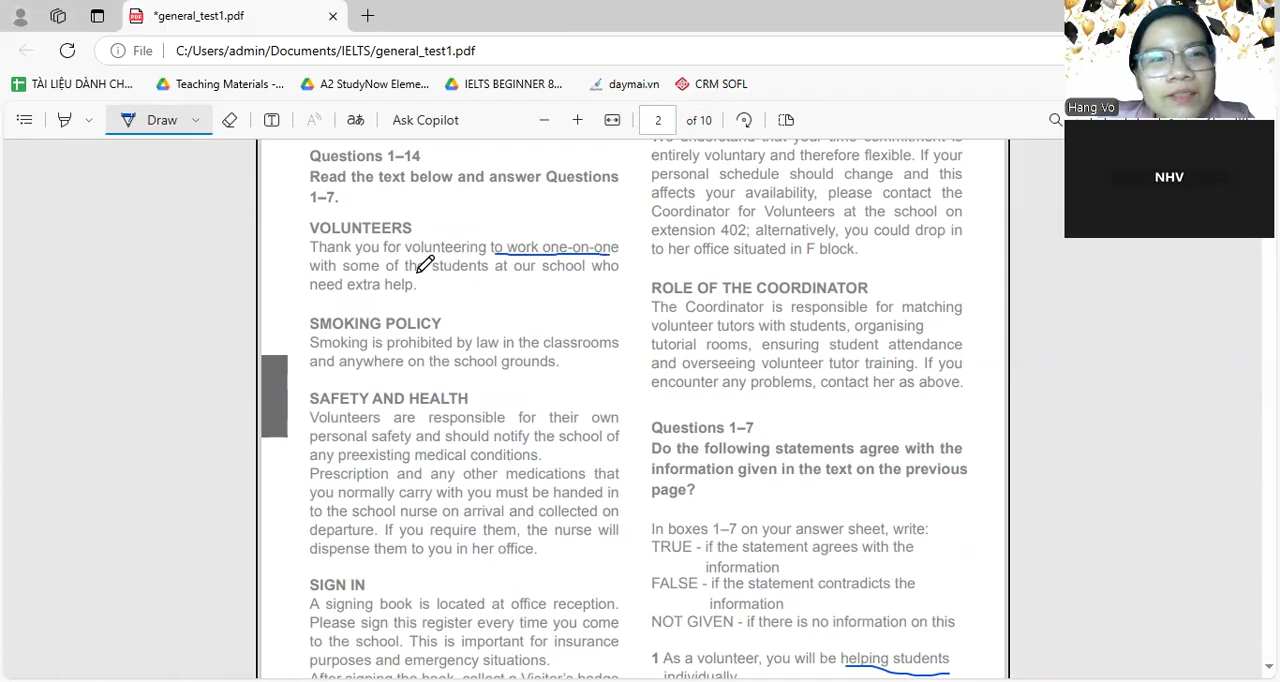 *general_test1.pdf
File
C:/Users/admin/Documents/IELTS/general_test1.pdf
TÀI LIỆU DÀNH CH...
Teaching Materials -...
A2 StudyNow Eleme...
IELTS BEGINNER 8...
daymai.vn
CRM SOFL
Draw
Ask Copilot
2
of 10
Hang Vo
NHV
Questions 1–14
Read the text below and answer Questions
1–7.
VOLUNTEERS
Thank you for volunteering to work one-on-one
with some of the students at our school who
need extra help.
SMOKING POLICY
Smoking is prohibited by law in the classrooms
and anywhere on the school grounds.
SAFETY AND HEALTH
Volunteers are responsible for their own
personal safety and should notify the school of
any preexisting medical conditions.
Prescription and any other medications that
you normally carry with you must be handed in
to the school nurse on arrival and collected on
departure. If you require them, the nurse will
dispense them to you in her office.
SIGN IN
A signing book is located at office reception.
Please sign this register every time you come
to the school. This is important for insurance
purposes and emergency situations.
After signing the book, collect a Visitor's badge
We understand that your time commitment is
entirely voluntary and therefore flexible. If your
personal schedule should change and this
affects your availability, please contact the
Coordinator for Volunteers at the school on
extension 402; alternatively, you could drop in
to her office situated in F block.
ROLE OF THE COORDINATOR
The Coordinator is responsible for matching
volunteer tutors with students, organising
tutorial rooms, ensuring student attendance
and overseeing volunteer tutor training. If you
encounter any problems, contact her as above.
Questions 1–7
Do the following statements agree with the
information given in the text on the previous
page?
In boxes 1–7 on your answer sheet, write:
TRUE - if the statement agrees with the
information
FALSE - if the statement contradicts the
information
NOT GIVEN - if there is no information on this
1 As a volunteer, you will be helping students
individually